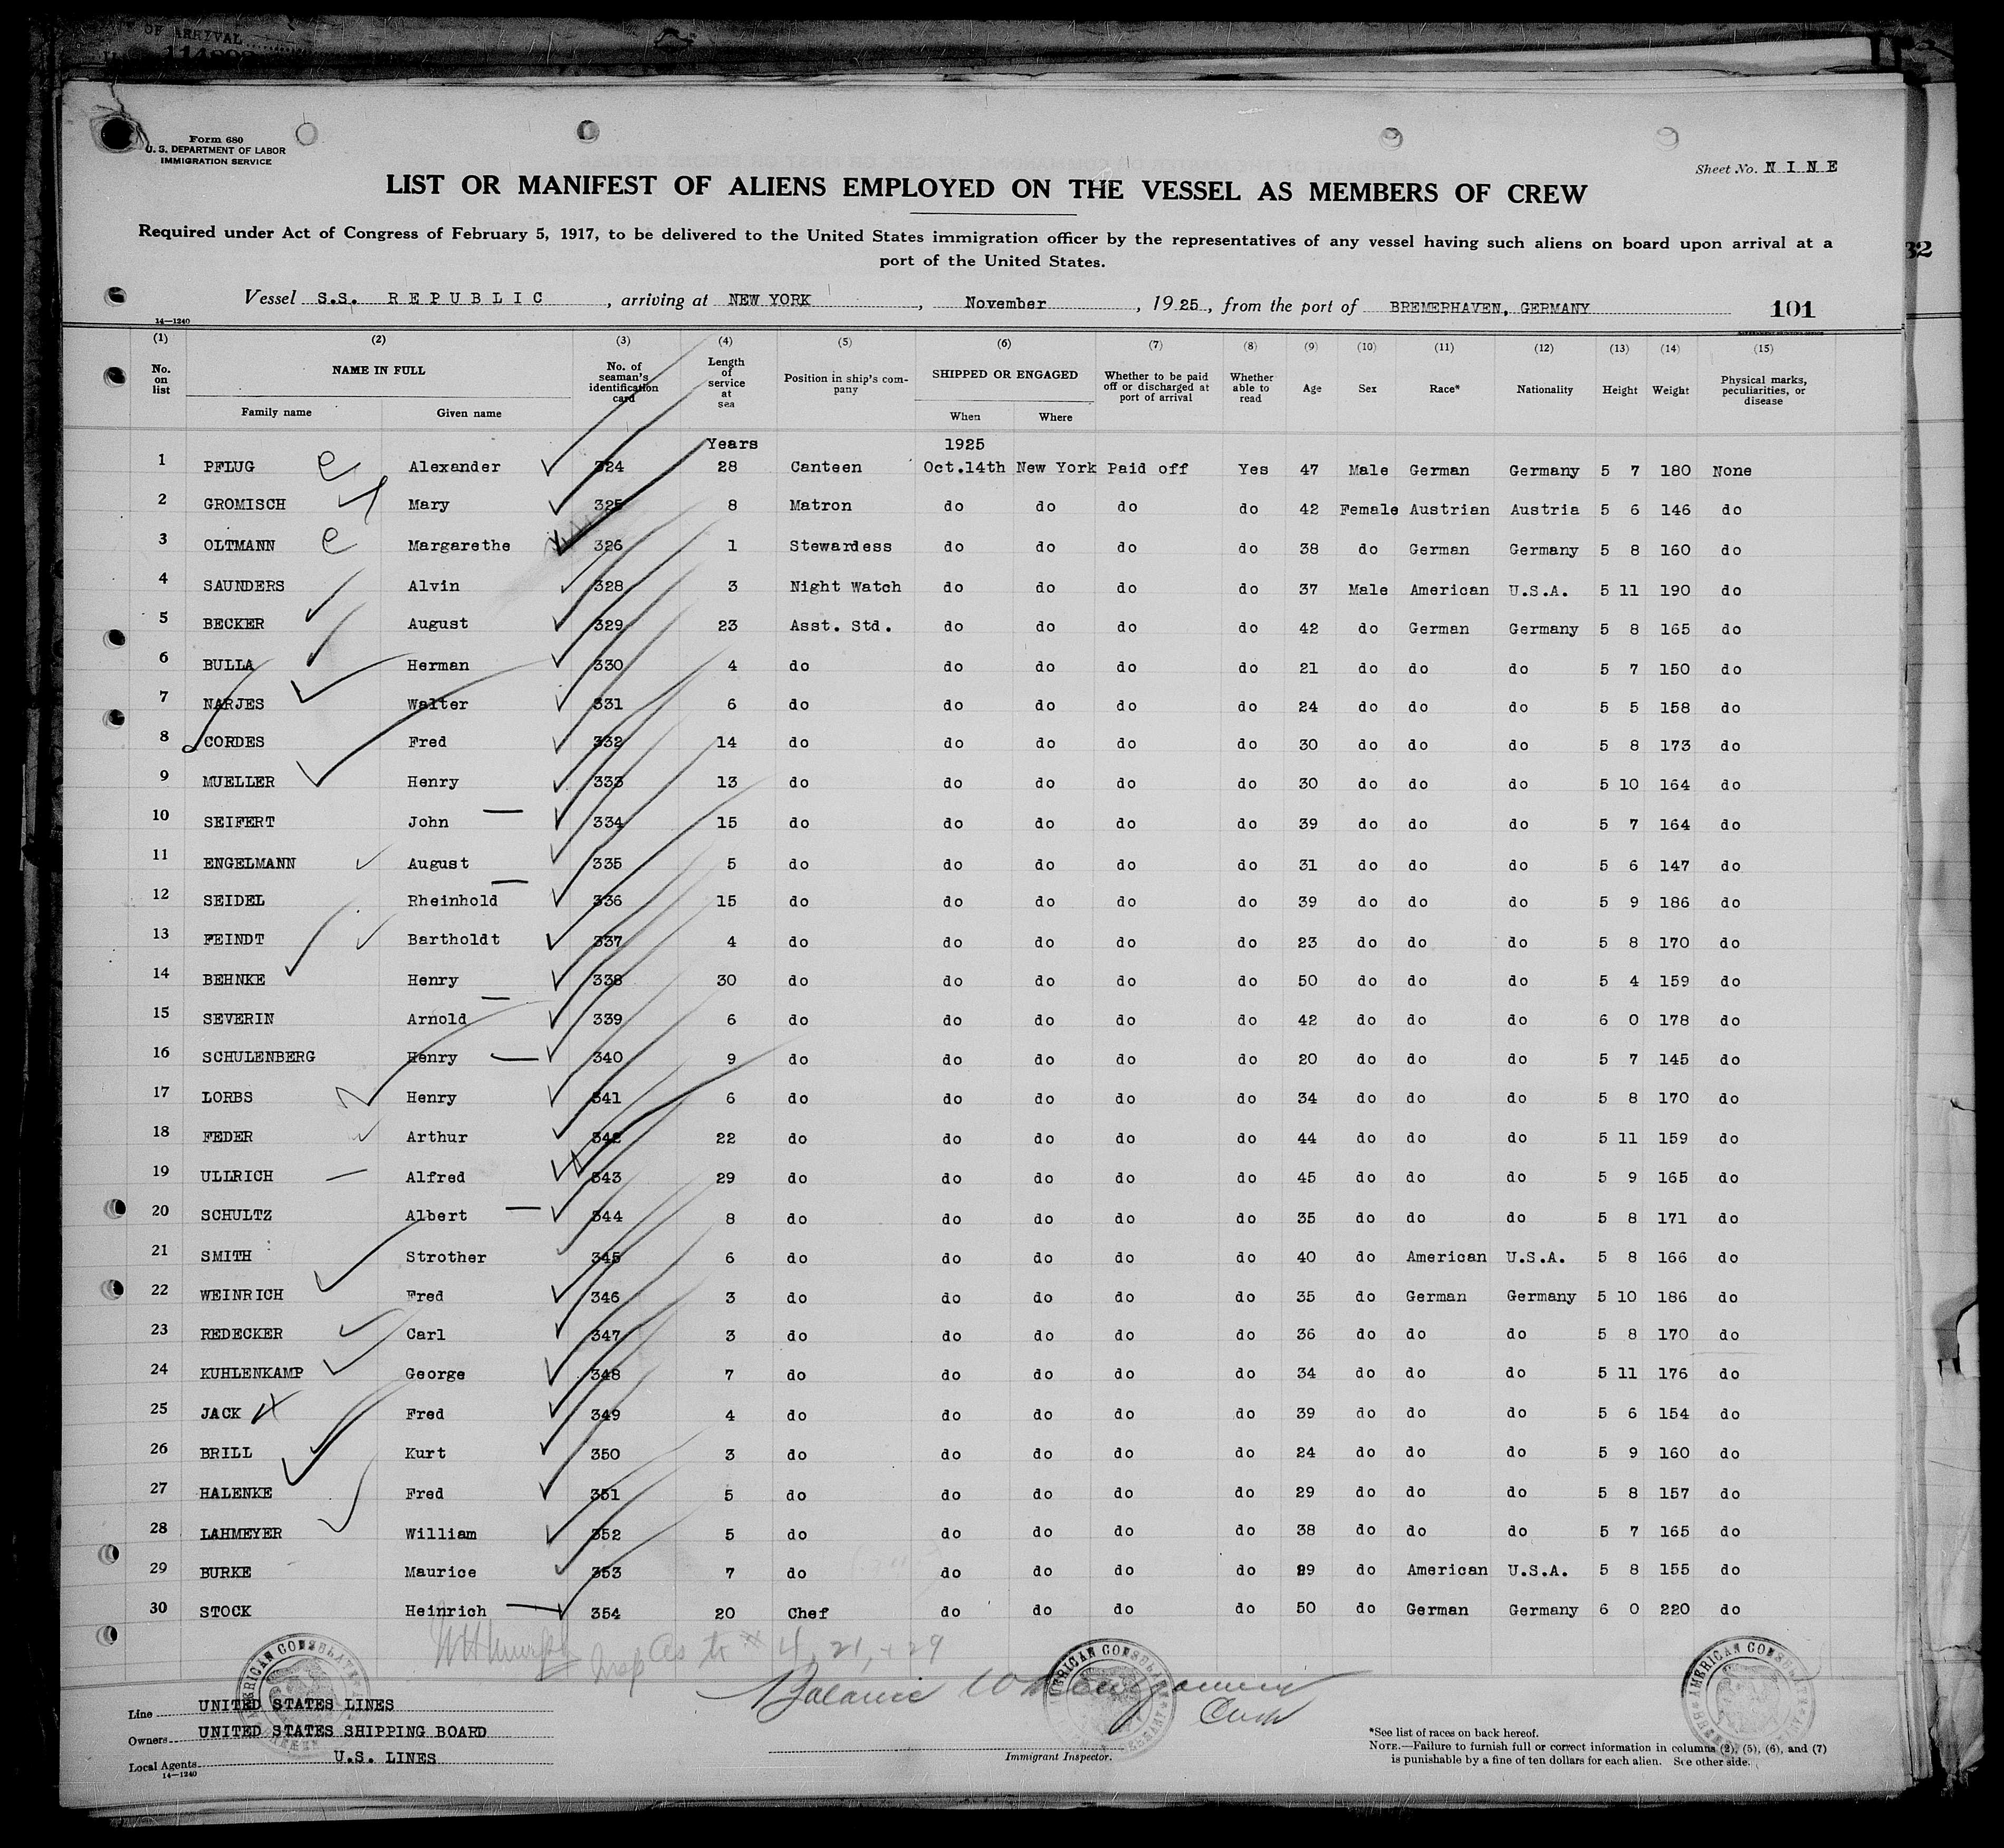 OF ARRIVAL
Form 680
U. S. DEPARTMENT OF LABOR
IMMIGRATION SERVICE
Sheet No. NINE
LIST OR MANIFEST OF ALIENS EMPLOYED ON THE VESSEL AS MEMBERS OF CREW
Required under Act of Congress of February 5, 1917, to be delivered to the United States immigration officer by the representatives of any vessel having such aliens on board upon arrival at a
port of the United States.
32
Vessel S.S. REPUBLIC, arriving at NEW YORK, November, 1925, from the port of BREMERHAVEN, GERMANY 101
14—1240
(1) (2) (3) (4) (5) (6) (7) (8) (9) (10) (11) (12) (13) (14) (15)
No. on list NAME IN FULL Family name Given name No. of seaman's identification card Length of service at sea Position in ship's company SHIPPED OR ENGAGED When Where Whether to be paid off or discharged at port of arrival Whether able to read Age Sex Race* Nationality Height Weight Physical marks, peculiarities, or disease
Years 1925
1 PFLUG e Alexander 324 28 Canteen Oct.14th New York Paid off Yes 47 Male German Germany 5 7 180 None
2 GROMISCH Mary 325 8 Matron do do do do 42 Female Austrian Austria 5 6 146 do
3 OLTMANN e Margarethe 326 1 Stewardess do do do do 38 do German Germany 5 8 160 do
4 SAUNDERS Alvin 328 3 Night Watch do do do do 37 Male American U.S.A. 5 11 190 do
5 BECKER August 329 23 Asst. Std. do do do do 42 do German Germany 5 8 165 do
6 BULLA Herman 330 4 do do do do do 21 do do do 5 7 150 do
7 NARJES Walter 331 6 do do do do do 24 do do do 5 5 158 do
8 CORDES Fred 332 14 do do do do do 30 do do do 5 8 173 do
9 MUELLER Henry 333 13 do do do do do 30 do do do 5 10 164 do
10 SEIFERT John 334 15 do do do do do 39 do do do 5 7 164 do
11 ENGELMANN August 335 5 do do do do do 31 do do do 5 6 147 do
12 SEIDEL Rheinhold 336 15 do do do do do 39 do do do 5 9 186 do
13 FEINDT Bartholdt 337 4 do do do do do 23 do do do 5 8 170 do
14 BEHNKE Henry 338 30 do do do do do 50 do do do 5 4 159 do
15 SEVERIN Arnold 339 6 do do do do do 42 do do do 6 0 178 do
16 SCHULENBERG Henry 340 9 do do do do do 20 do do do 5 7 145 do
17 LORBS Henry 341 6 do do do do do 34 do do do 5 8 170 do
18 FEDER Arthur 342 22 do do do do do 44 do do do 5 11 159 do
19 ULLRICH Alfred 343 29 do do do do do 45 do do do 5 9 165 do
20 SCHULTZ Albert 344 8 do do do do do 35 do do do 5 8 171 do
21 SMITH Strother 345 6 do do do do do 40 do American U.S.A. 5 8 166 do
22 WEINRICH Fred 346 3 do do do do do 35 do German Germany 5 10 186 do
23 REDECKER Carl 347 3 do do do do do 36 do do do 5 8 170 do
24 KUHLENKAMP George 348 7 do do do do do 34 do do do 5 11 176 do
25 JACK Fred 349 4 do do do do do 39 do do do 5 6 154 do
26 BRILL Kurt 350 3 do do do do do 24 do do do 5 9 160 do
27 HALENKE Fred 351 5 do do do do do 29 do do do 5 8 157 do
28 LAHMEYER William 352 5 do do do do do 38 do do do 5 7 165 do
29 BURKE Maurice 353 7 do do do do do 29 do American U.S.A. 5 8 155 do
30 STOCK Heinrich 354 20 Chef do do do do 50 do German Germany 6 0 220 do
Insp as to # 4, 21, + 29
Balance
AMERICAN CONSULATE
AMERICAN CONSULATE
AMERICAN CONSULATE
Line UNITED STATES LINES
Owners UNITED STATES SHIPPING BOARD
Local Agents U.S. LINES
14—1240
Immigrant Inspector.
*See list of races on back hereof.
NOTE.—Failure to furnish full or correct information in columns (2), (5), (6), and (7)
is punishable by a fine of ten dollars for each alien. See other side.